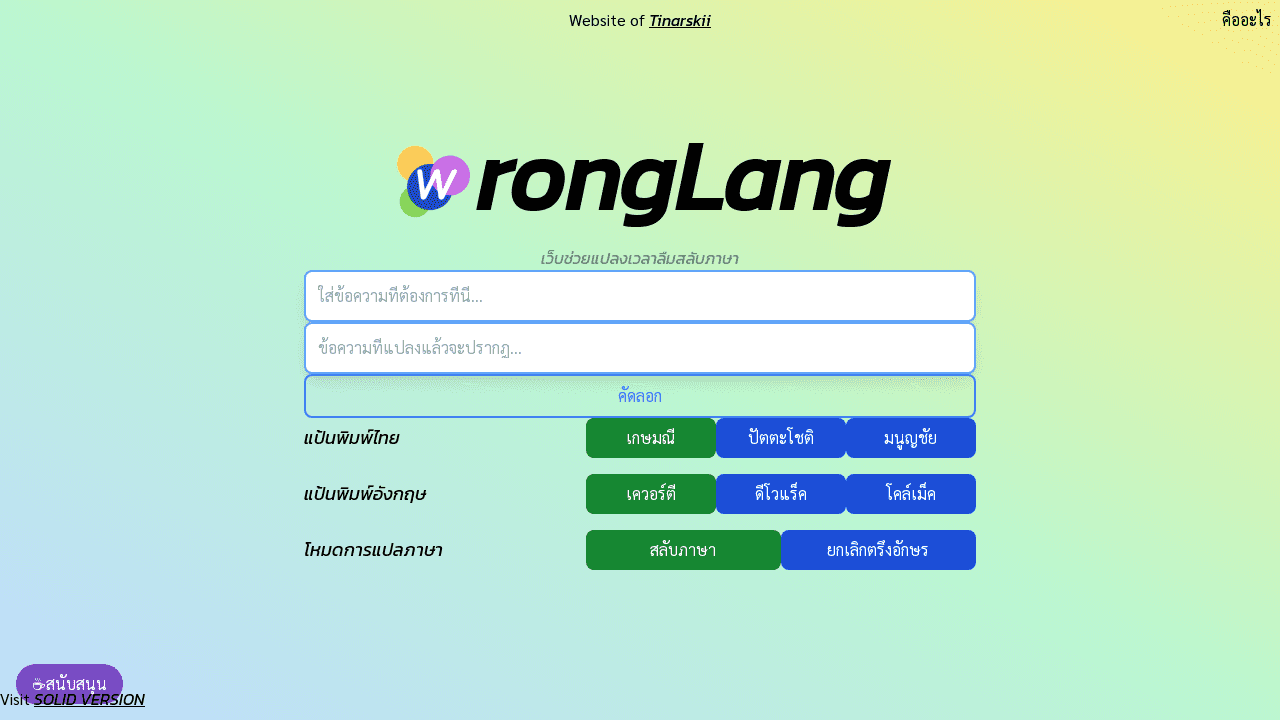 Website of Tinarskii
คืออะไร
WrongLang
เว็บช่วยแปลงเวลาลืมสลับภาษา
ใส่ข้อความที่ต้องการที่นี่...
ข้อความที่แปลงแล้วจะปรากฏ...
คัดลอก
แป้นพิมพ์ไทย เกษมณี ปัตตะโชติ มนูญชัย
แป้นพิมพ์อังกฤษ เควอร์ตี ดีโวแร็ค โคล์เม็ค
โหมดการแปลภาษา สลับภาษา ยกเลิกตรึงอักษร
☕สนับสนุน
Visit SOLID VERSION